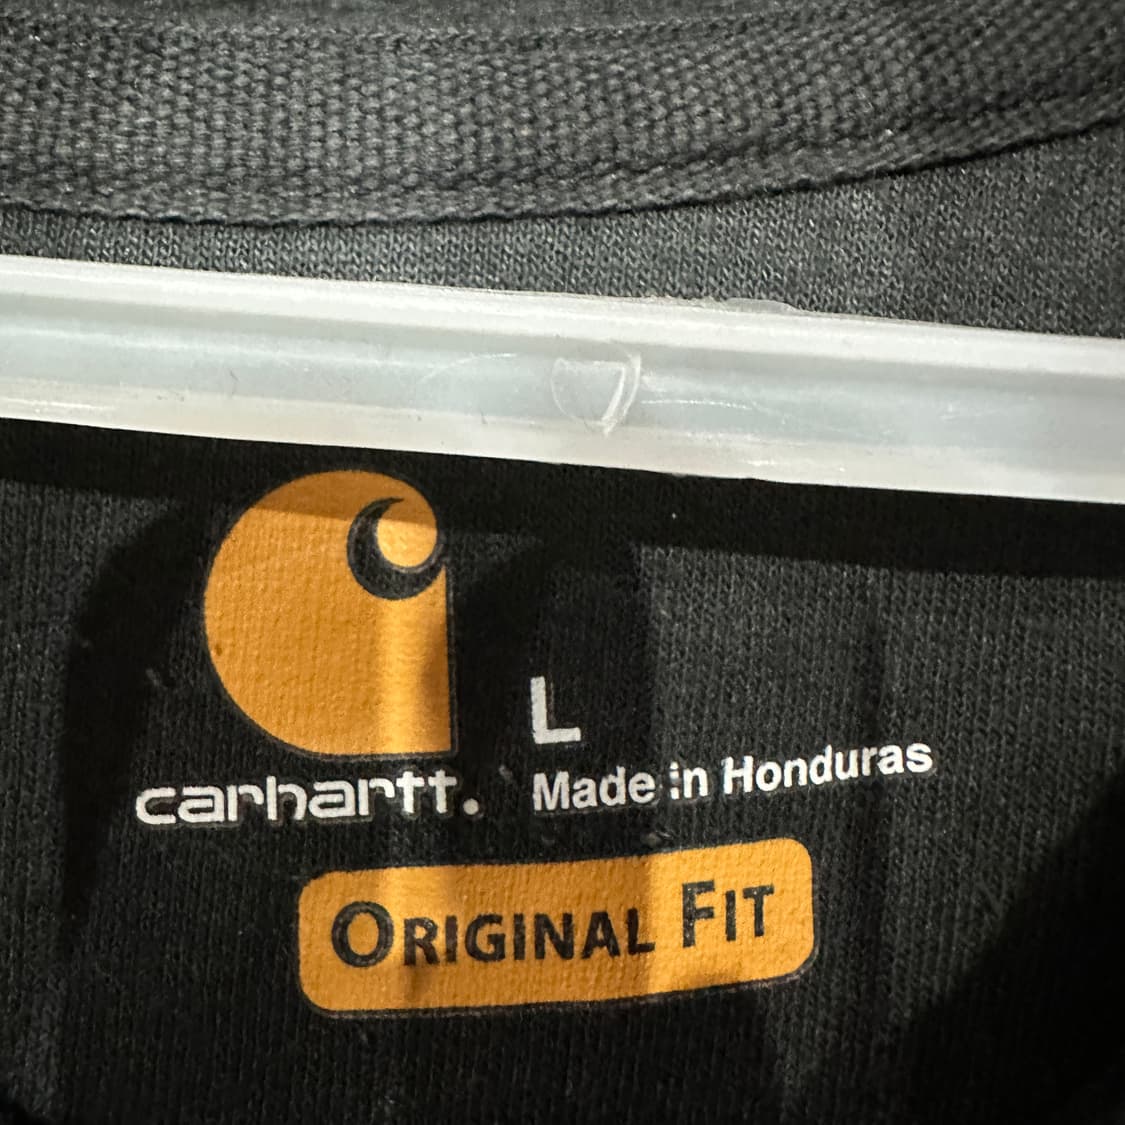 L
carhartt.
Made in Honduras
ORIGINAL FIT